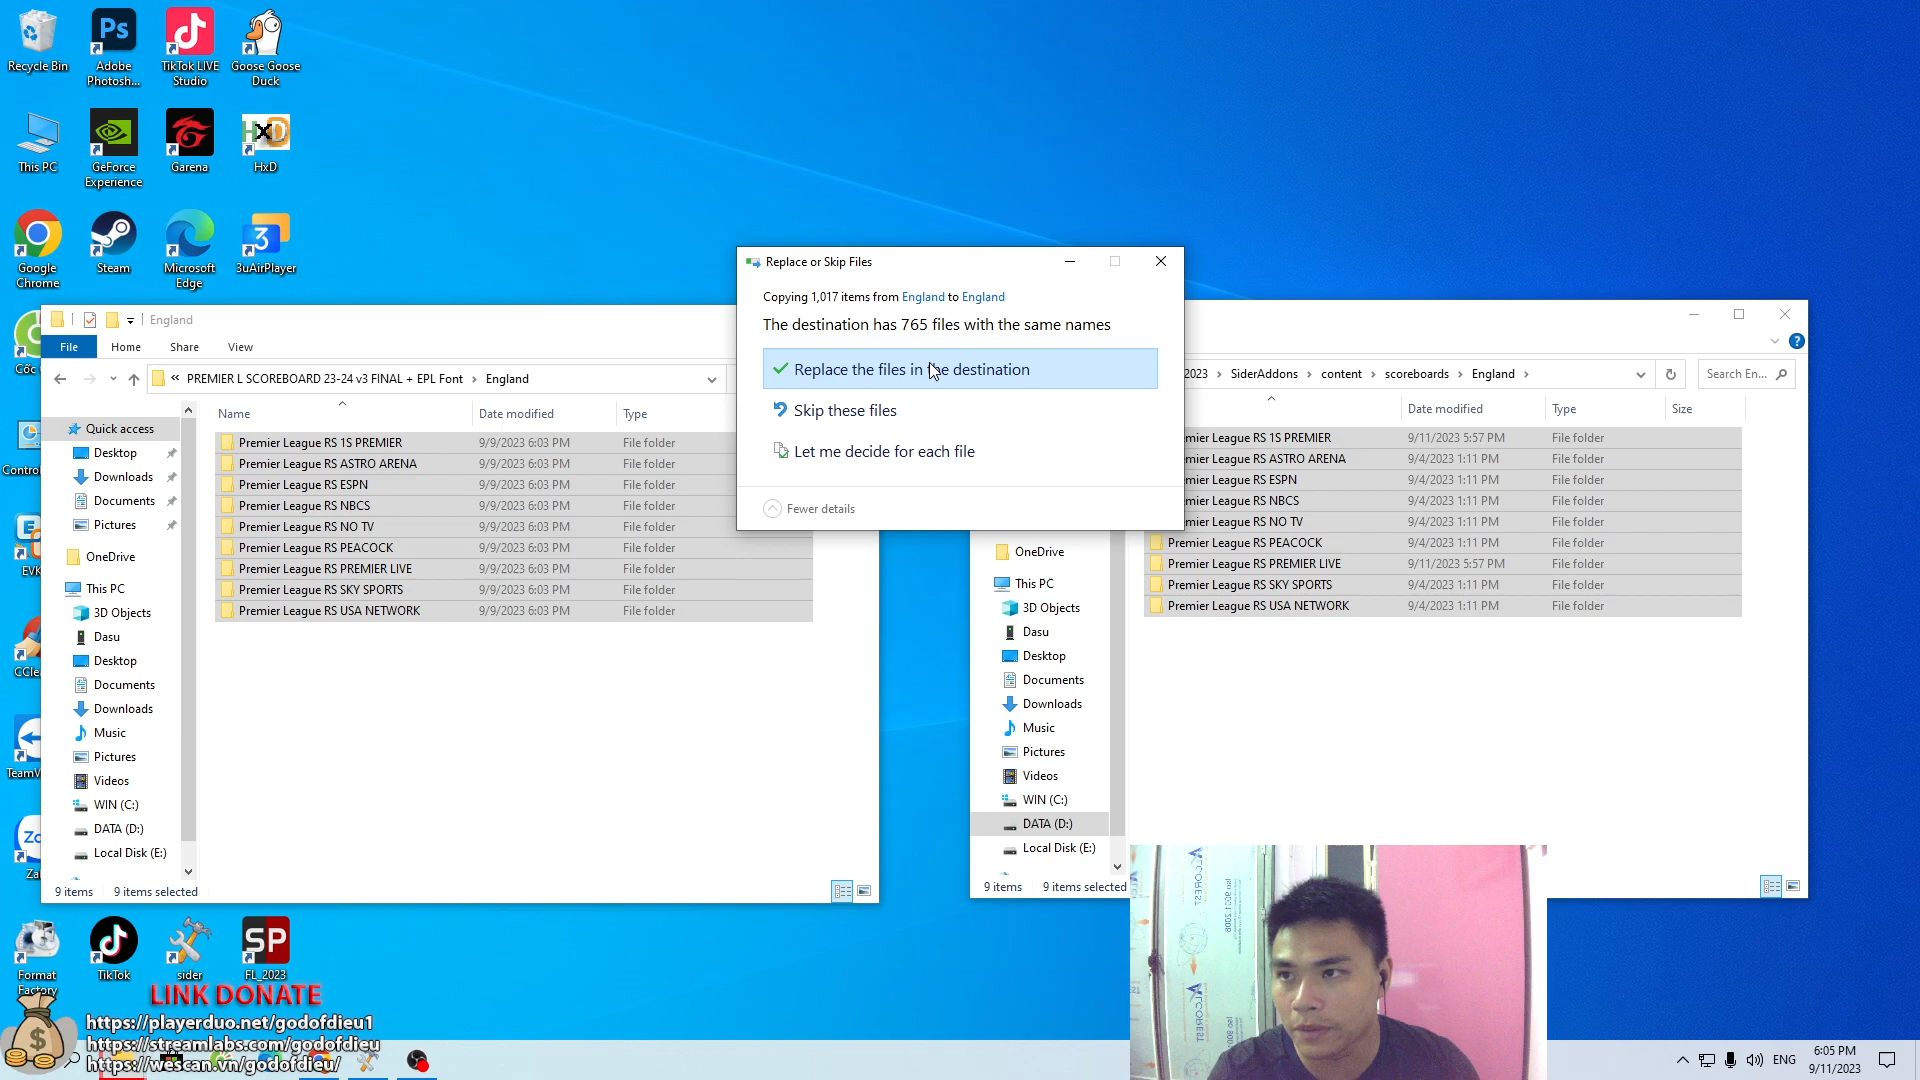 Recycle Bin
Adobe
Photosh...
TikTok LIVE
Studio
Goose Goose
Duck
This PC
GeForce
Experience
Garena
HxD
Google
Chrome
Steam
Microsoft
Edge
3uAirPlayer
England
File
Home
Share
View
« PREMIER L SCOREBOARD 23-24 v3 FINAL + EPL Font › England
Name
Date modified
Type
Quick access
Desktop
Downloads
Documents
Pictures
OneDrive
This PC
3D Objects
Dasu
Desktop
Documents
Downloads
Music
Pictures
Videos
WIN (C:)
DATA (D:)
Local Disk (E:)
Premier League RS 1S PREMIER 9/9/2023 6:03 PM File folder
Premier League RS ASTRO ARENA 9/9/2023 6:03 PM File folder
Premier League RS ESPN 9/9/2023 6:03 PM File folder
Premier League RS NBCS 9/9/2023 6:03 PM File folder
Premier League RS NO TV 9/9/2023 6:03 PM File folder
Premier League RS PEACOCK 9/9/2023 6:03 PM File folder
Premier League RS PREMIER LIVE 9/9/2023 6:03 PM File folder
Premier League RS SKY SPORTS 9/9/2023 6:03 PM File folder
Premier League RS USA NETWORK 9/9/2023 6:03 PM File folder
9 items 9 items selected
Replace or Skip Files
Copying 1,017 items from England to England
The destination has 765 files with the same names
Replace the files in the destination
Skip these files
Let me decide for each file
Fewer details
2023 › SiderAddons › content › scoreboards › England ›
Search En...
Date modified
Type
Size
mier League RS 1S PREMIER 9/11/2023 5:57 PM File folder
mier League RS ASTRO ARENA 9/4/2023 1:11 PM File folder
mier League RS ESPN 9/4/2023 1:11 PM File folder
mier League RS NBCS 9/4/2023 1:11 PM File folder
mier League RS NO TV 9/4/2023 1:11 PM File folder
Premier League RS PEACOCK 9/4/2023 1:11 PM File folder
Premier League RS PREMIER LIVE 9/11/2023 5:57 PM File folder
Premier League RS SKY SPORTS 9/4/2023 1:11 PM File folder
Premier League RS USA NETWORK 9/4/2023 1:11 PM File folder
OneDrive
This PC
3D Objects
Dasu
Desktop
Documents
Downloads
Music
Pictures
Videos
WIN (C:)
DATA (D:)
Local Disk (E:)
9 items 9 items selected
Format
Factory
TikTok
sider
SP
FL_2023
LINK DONATE
https://playerduo.net/godofdieu1
https://streamlabs.com/godofdieu
https://wescan.vn/godofdieu/
ENG
6:05 PM
9/11/2023